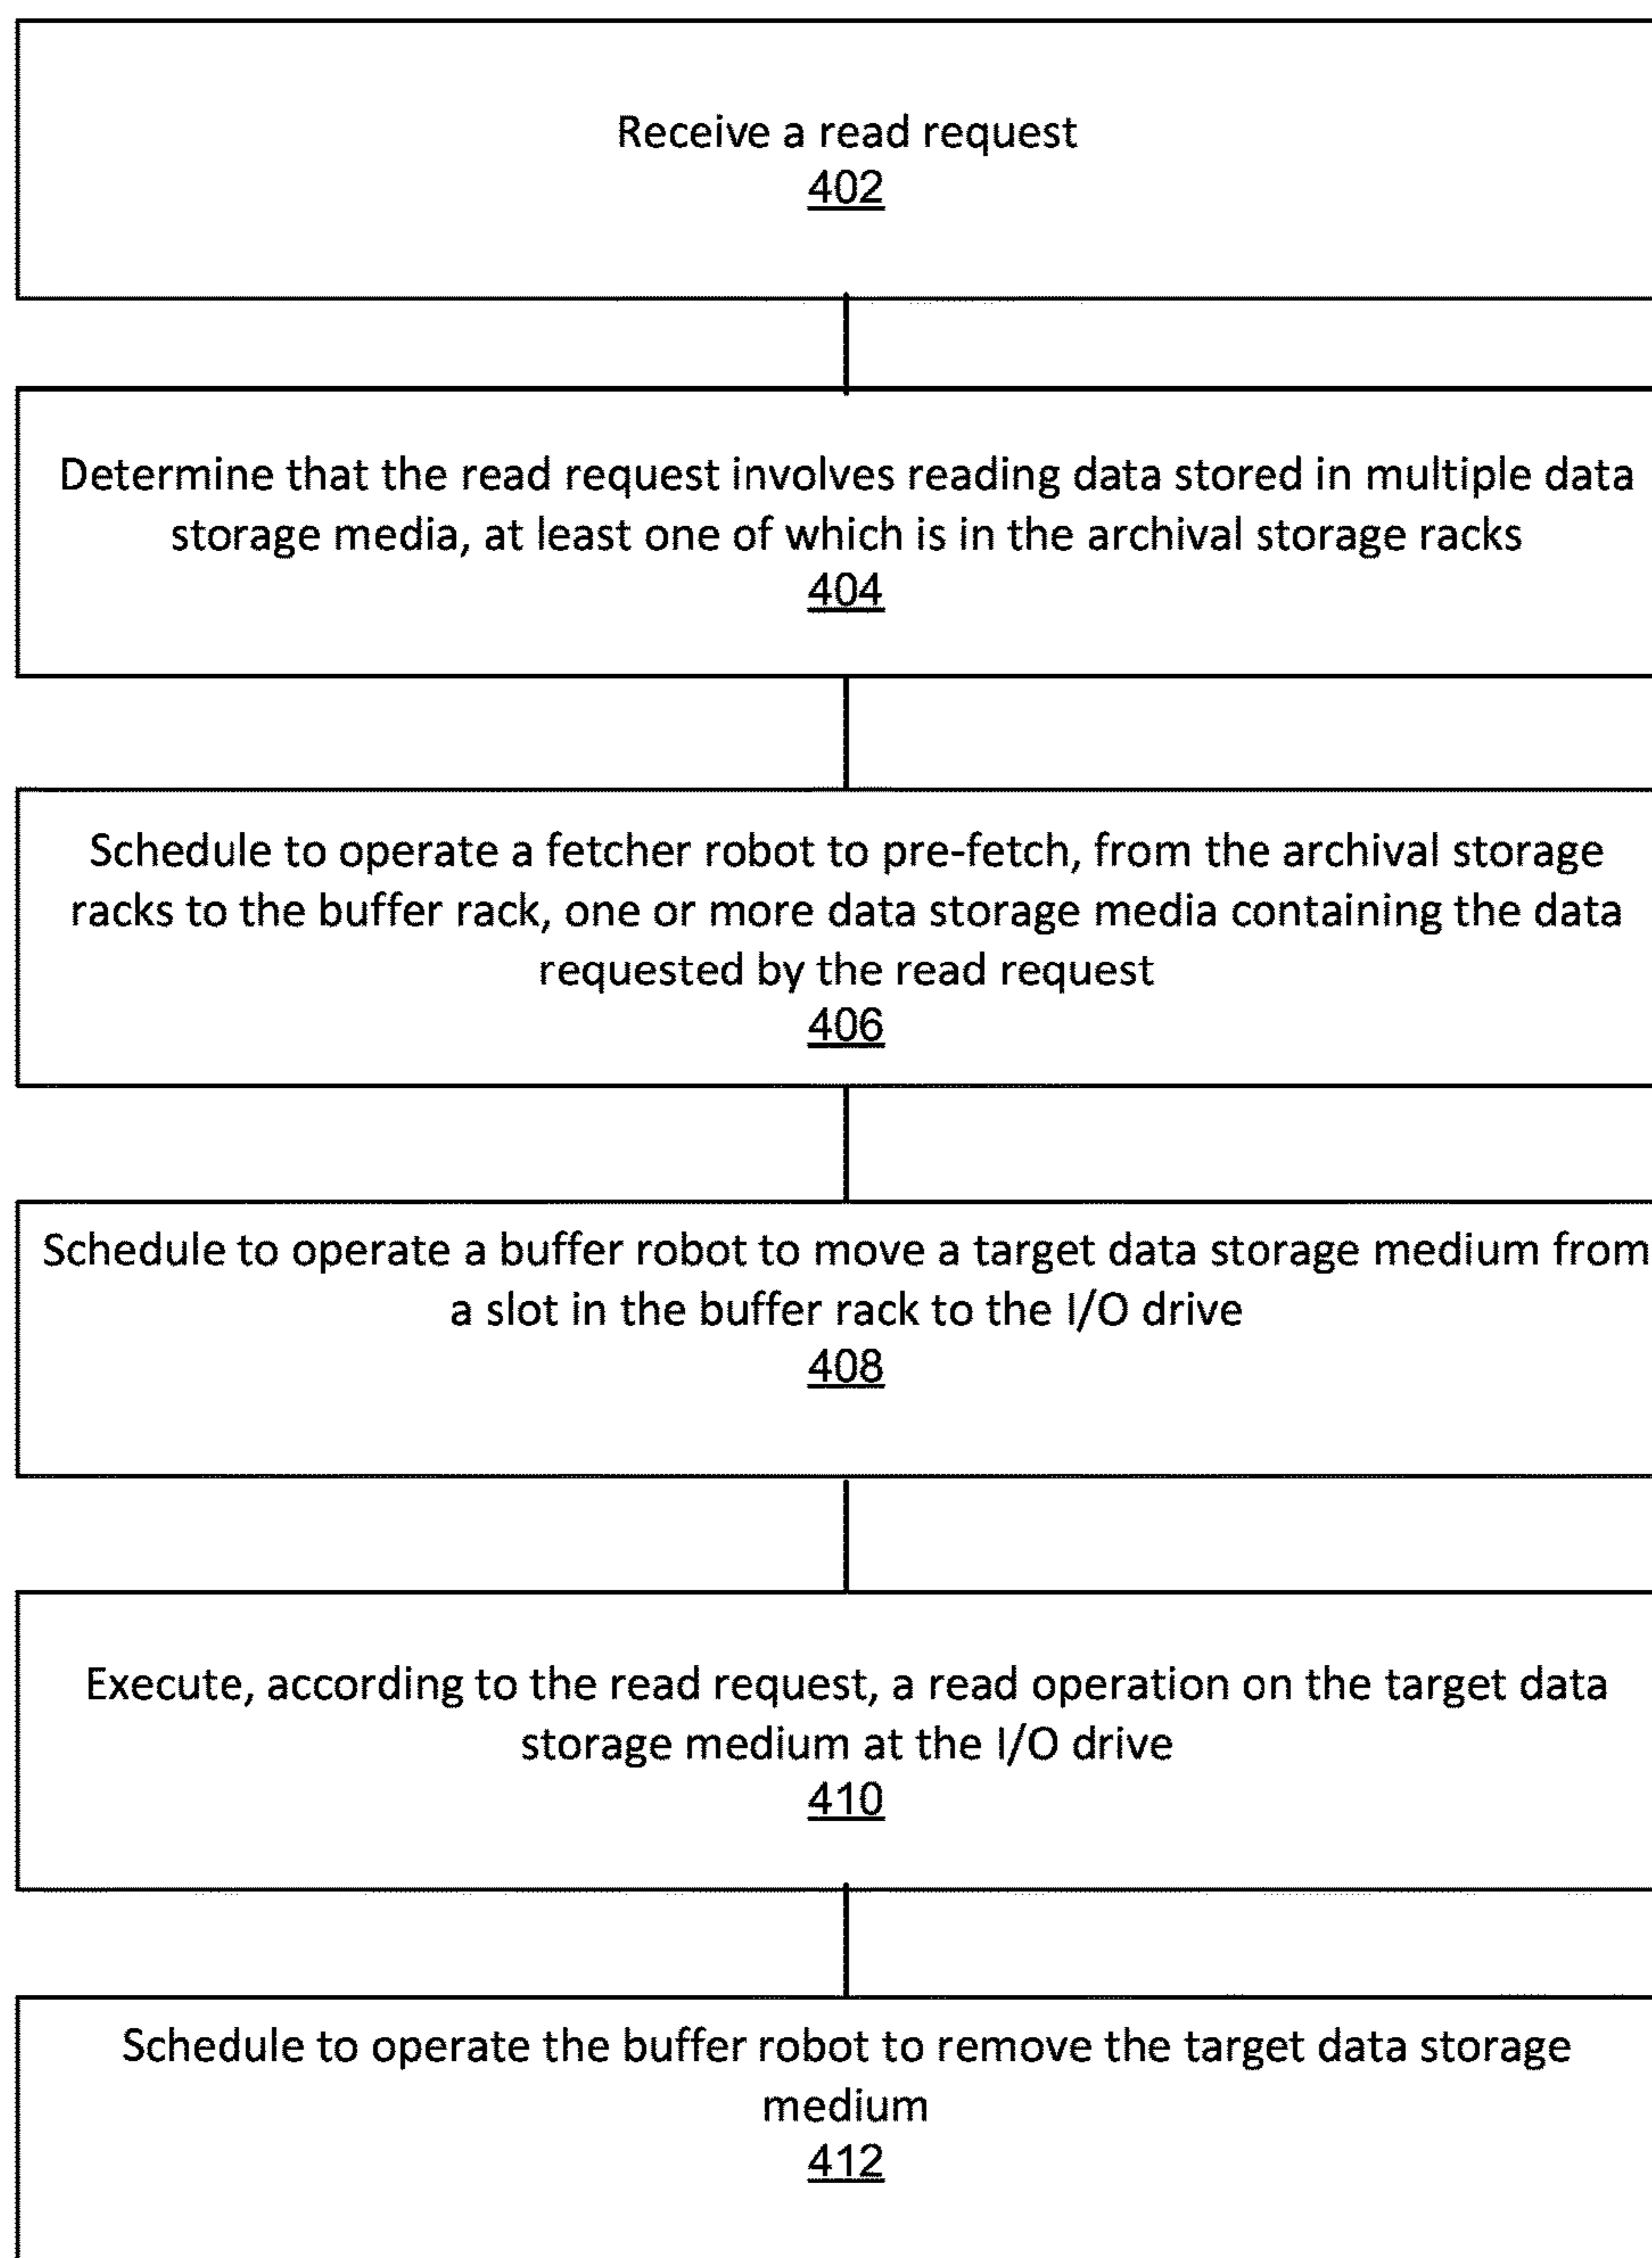 Receive a read request
402
Determine that the read request involves reading data stored in multiple data
storage media, at least one of which is in the archival storage racks
404
Schedule to operate a fetcher robot to pre-fetch, from the archival storage
racks to the buffer rack, one or more data storage media containing the data
requested by the read request
406
Schedule to operate a buffer robot to move a target data storage medium from
a slot in the buffer rack to the I/O drive
408
Execute, according to the read request, a read operation on the target data
storage medium at the I/O drive
410
Schedule to operate the buffer robot to remove the target data storage
medium
412